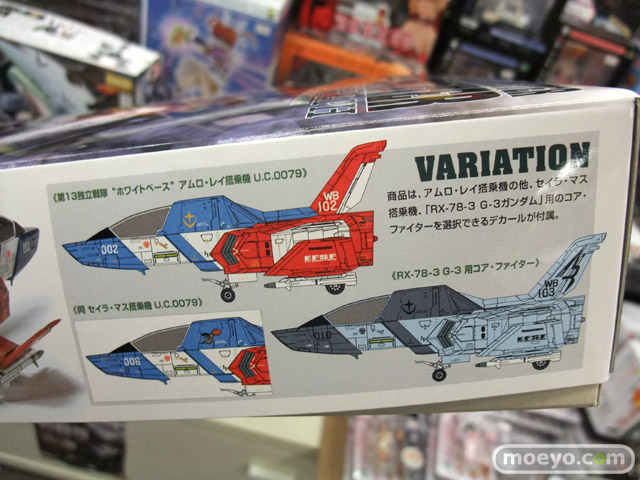 VARIATION
商品は、アムロ・レイ搭乗機の他、セイラ・マス
搭乗機、「RX-78-3 G-3ガンダム」用のコア・
ファイターを選択できるデカールが付属。
《第13独立戦隊 "ホワイトベース" アムロ・レイ搭乗機 U.C.0079》
WB
102
002
E.F.S.F.
《同 セイラ・マス搭乗機 U.C.0079》
006
《RX-78-3 G-3 用コア・ファイター》
WB
103
010
E.F.S.F.
moeyo.com